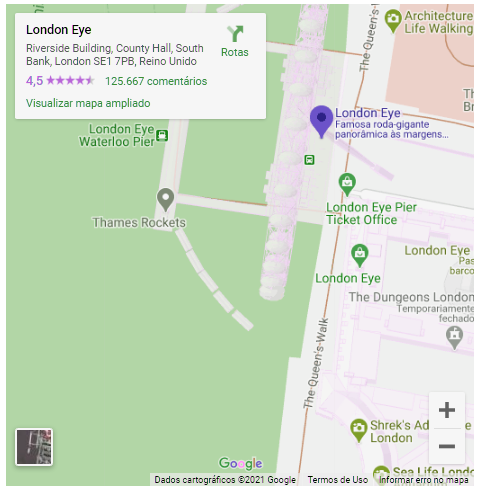 London Eye
Riverside Building, County Hall, South
Bank, London SE1 7PB, Reino Unido
4,5
125.667 comentários
Visualizar mapa ampliado
Rotas
Architecture
Life Walking
The Queen's Walk
London Eye
Famosa roda-gigante
panorâmica às margens…
The
Br
London Eye
Waterloo Pier
Thames Rockets
London Eye Pier
Ticket Office
London Eye
London Eye
Pas
barco
The Dungeons London
Temporariamente
fechado
The Queen's Walk
Shrek's Adve
London
Sea Life Lond
+
−
Google
Dados cartográficos ©2021 Google
Termos de Uso
Informar erro no mapa